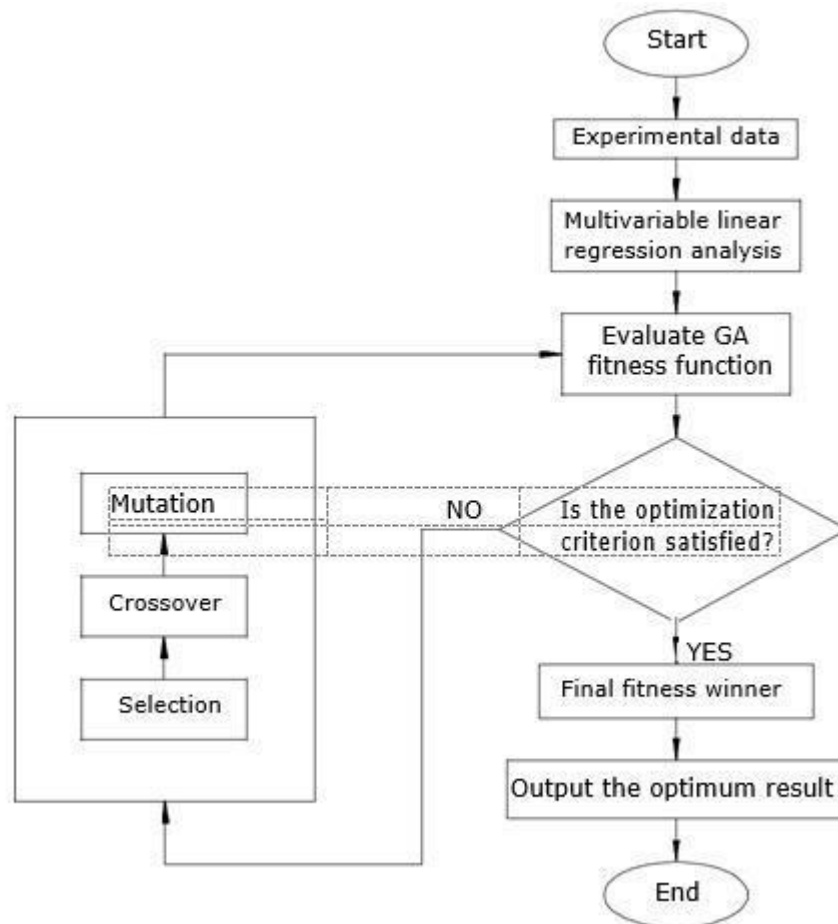 Start
Experimental data
Multivariable linear
regression analysis
Evaluate GA
fitness function
Is the optimization
criterion satisfied?
NO
Mutation
Crossover
Selection
YES
Final fitness winner
Output the optimum result
End